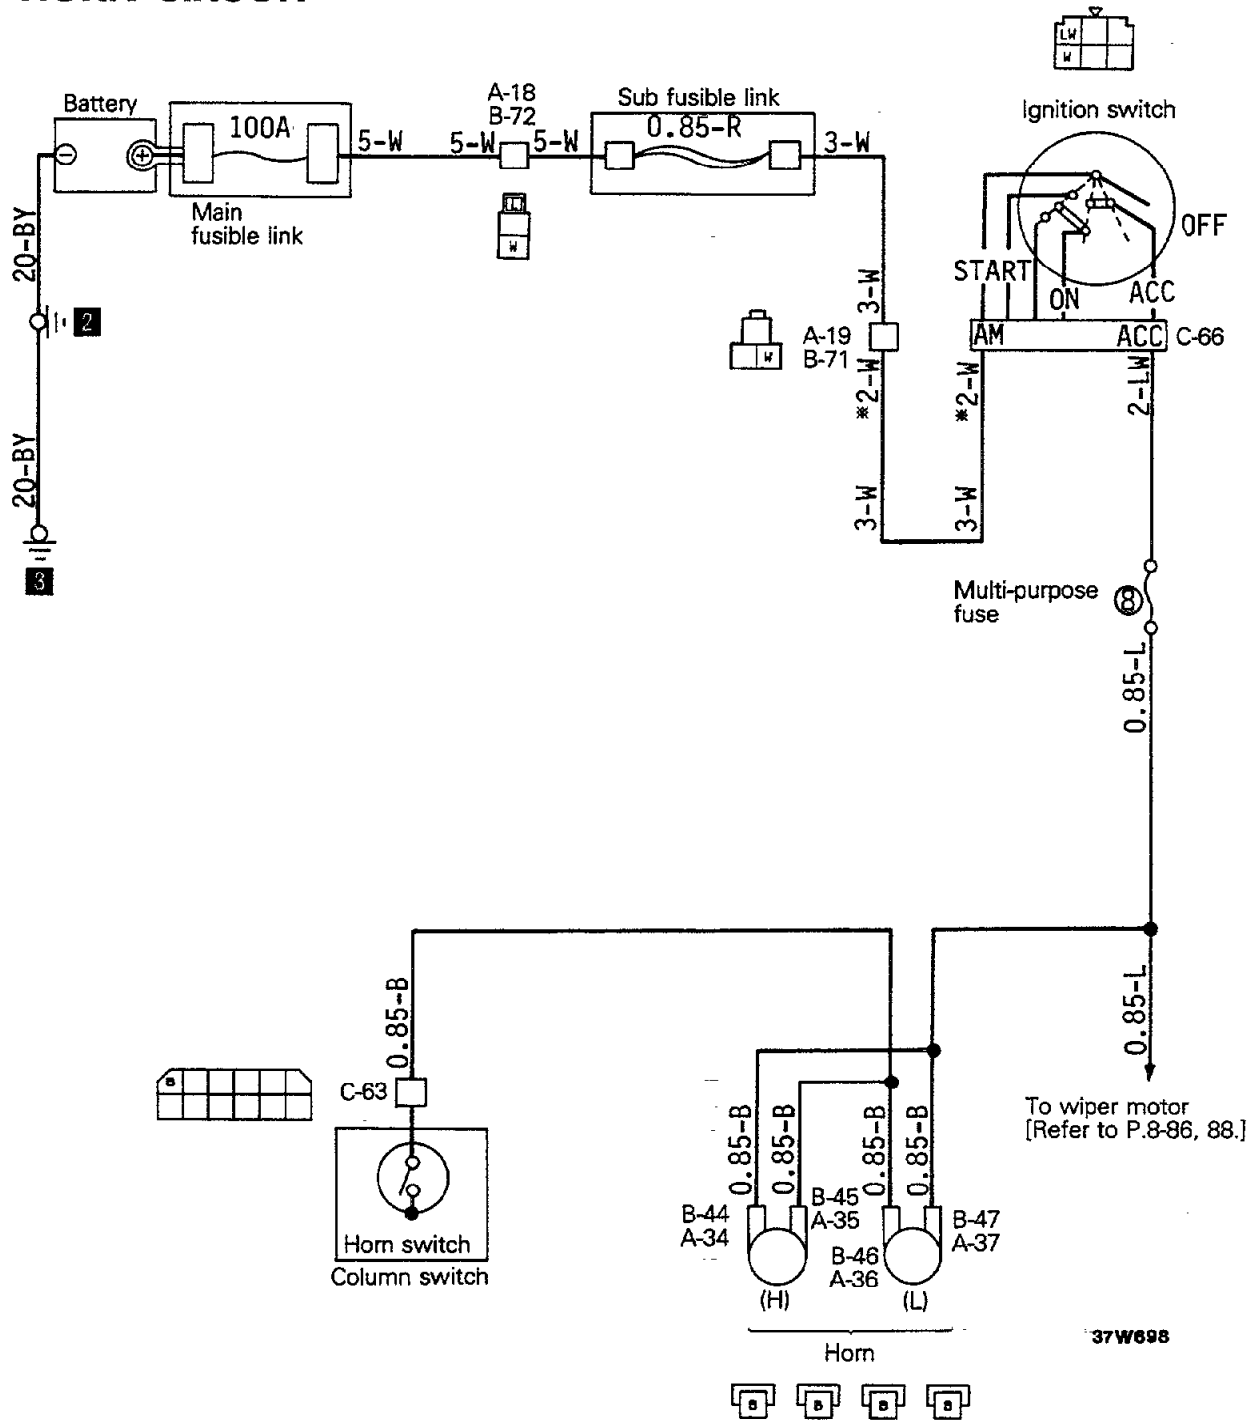 LW
W
Ignition switch
Battery
100A
Main
fusible link
5-W
5-W
A-18
B-72
5-W
Sub fusible link
0.85-R
3-W
L
W
OFF
START
ON
ACC
AM
ACC
C-66
20-BY
2
20-BY
3
3-W
W
A-19
B-71
※2-W
3-W
※2-W
3-W
2-LW
Multi-purpose
fuse
8
0.85-L
0.85-L
To wiper motor
[Refer to P.8-86, 88.]
0.85-B
B
C-63
Horn switch
Column switch
0.85-B
0.85-B
0.85-B
0.85-B
B-44
A-34
B-45
A-35
B-46
A-36
B-47
A-37
(H)
(L)
Horn
37W698
B
B
B
B